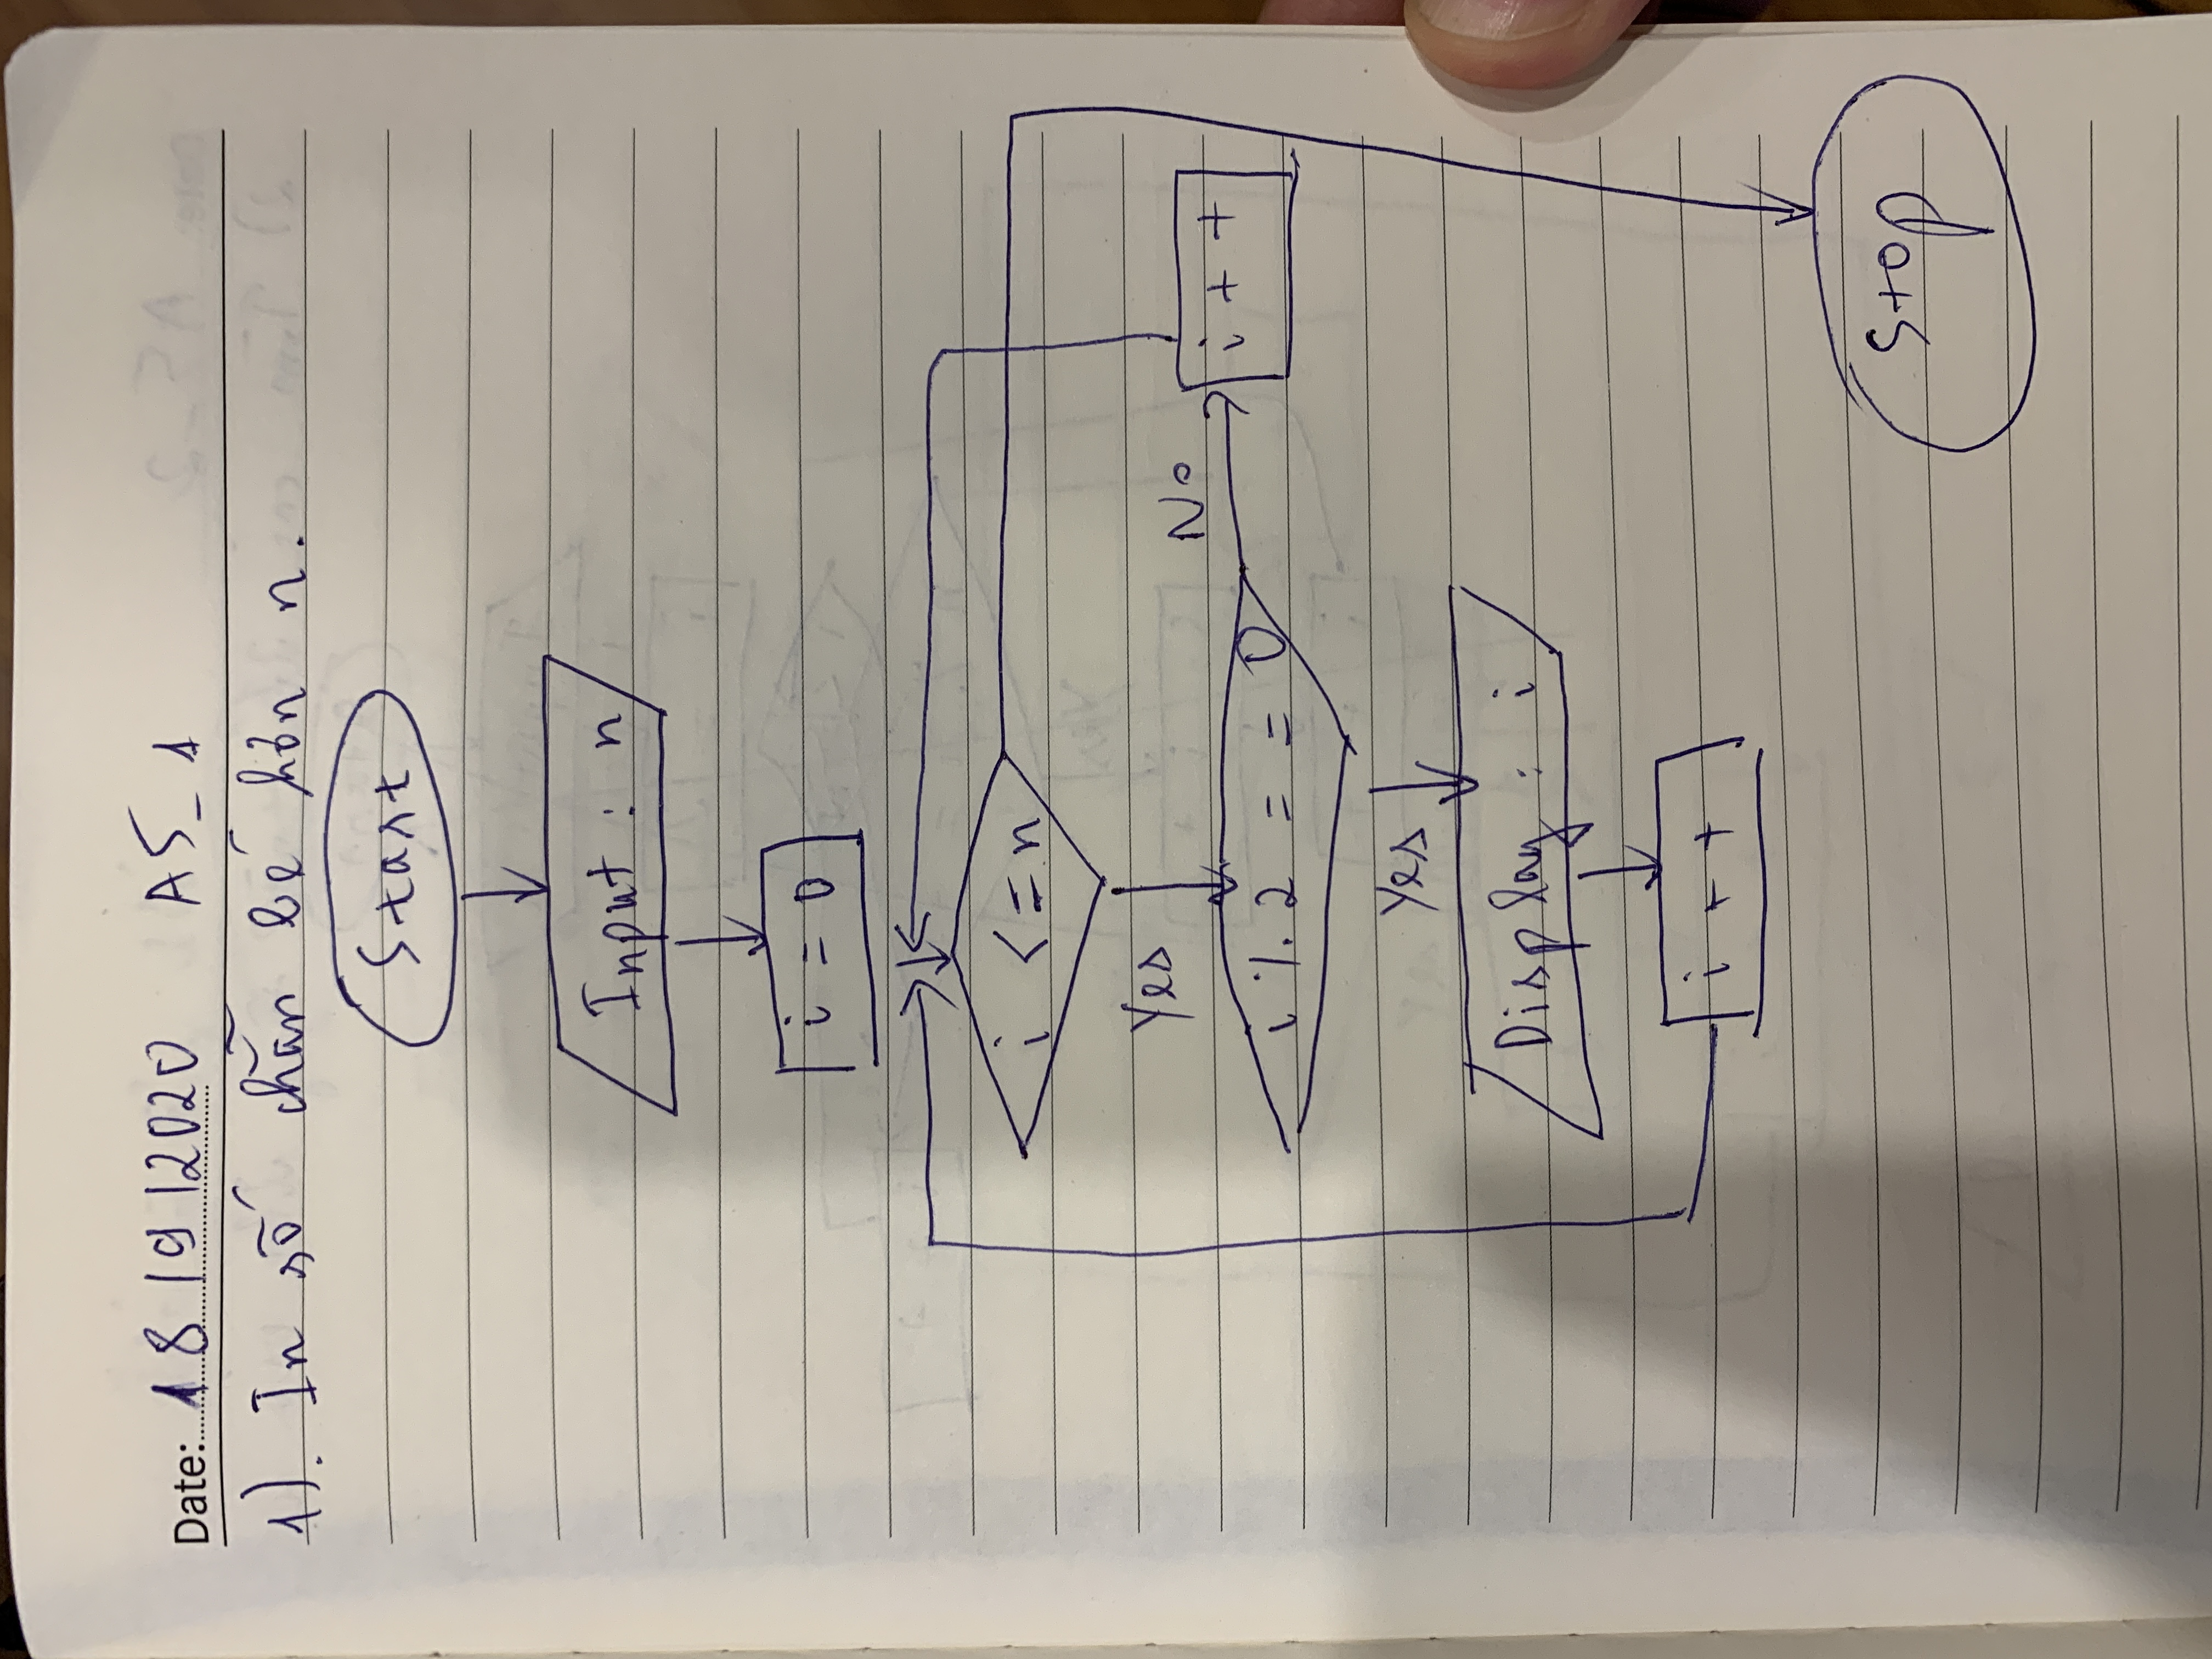 Date: 18/9/2020 AS_1
1). In số chẵn bé hơn n.
Start
Input : n
i = 0
i <= n
Yes
No
i % 2 = = 0
i + +
Yes
Display : i
i + +
Stop